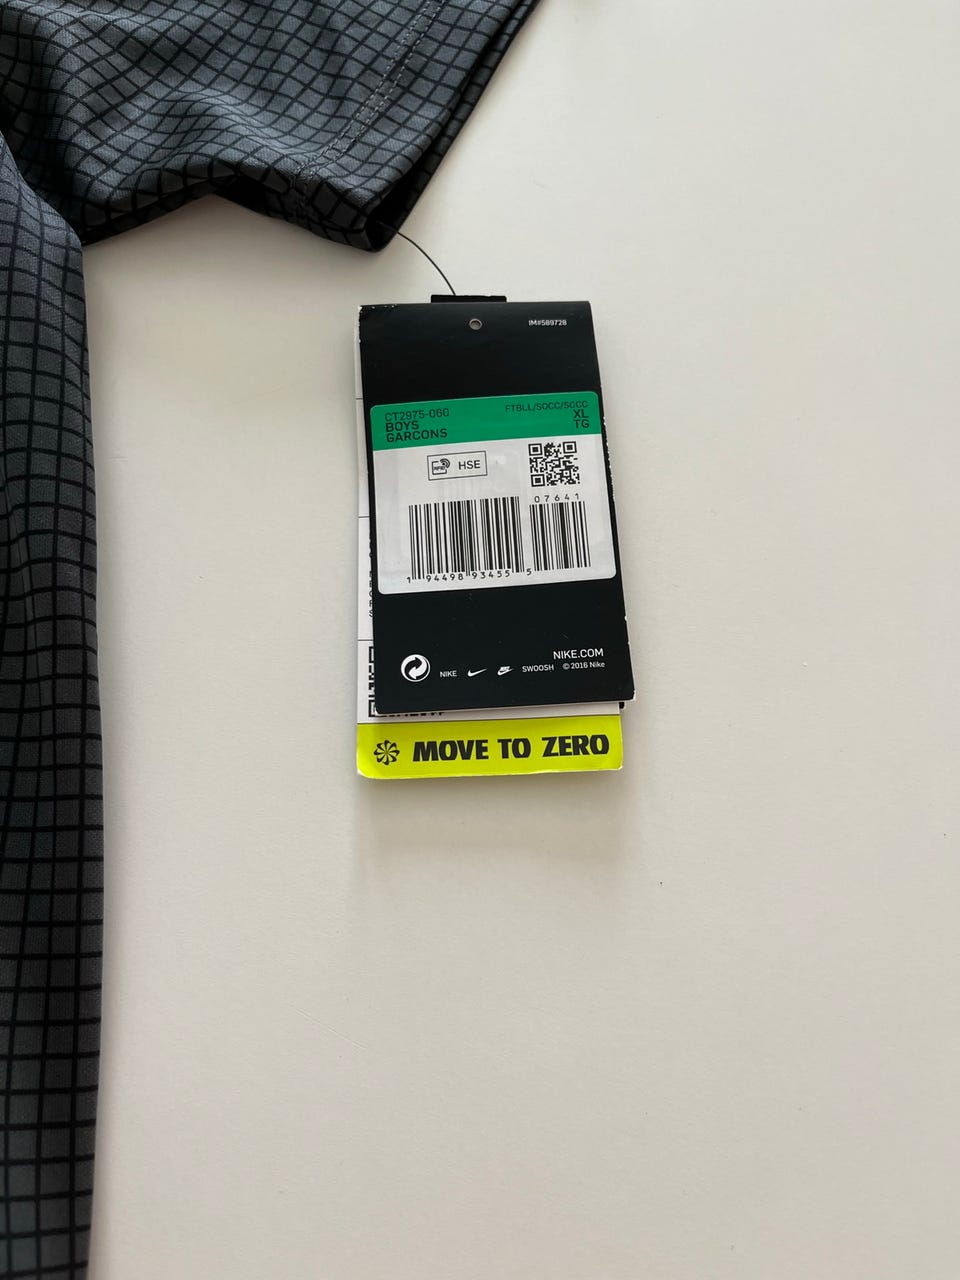 IM#589728
CT2975-060 FTBLL/SOCC/SOCC
BOYS XL
GARCONS TG
HSE
07641
1 94498 93455 5
NIKE.COM
NIKE SWOOSH © 2016 Nike
MOVE TO ZERO